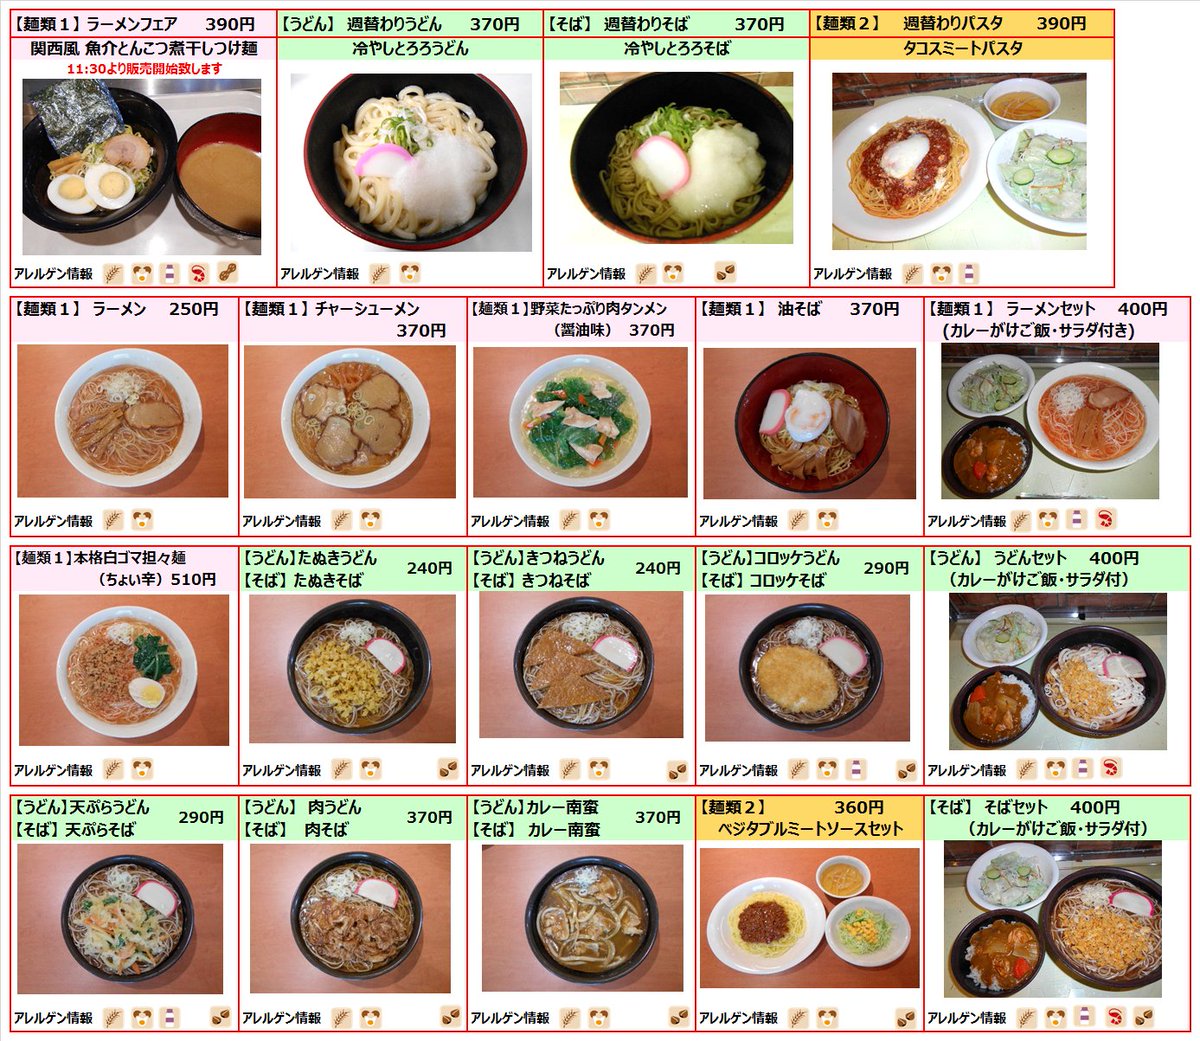 【麺類１】ラーメンフェア　390円
関西風 魚介とんこつ煮干しつけ麺
11:30より販売開始致します
アレルゲン情報
【うどん】 週替わりうどん　370円
冷やしとろろうどん
アレルゲン情報
【そば】 週替わりそば　370円
冷やしとろろそば
アレルゲン情報
【麺類２】 週替わりパスタ　390円
タコスミートパスタ
アレルゲン情報
【麺類１】 ラーメン　250円
アレルゲン情報
【麺類１】チャーシューメン
370円
アレルゲン情報
【麺類１】野菜たっぷり肉タンメン
（醤油味）　370円
アレルゲン情報
【麺類１】 油そば　370円
アレルゲン情報
【麺類１】 ラーメンセット　400円
(カレーがけご飯・サラダ付き)
アレルゲン情報
【麺類１】本格白ゴマ担々麺
（ちょい辛）510円
アレルゲン情報
【うどん】たぬきうどん
【そば】 たぬきそば
240円
アレルゲン情報
【うどん】きつねうどん
【そば】 きつねそば
240円
アレルゲン情報
【うどん】コロッケうどん
【そば】コロッケそば
290円
アレルゲン情報
【うどん】 うどんセット　400円
（カレーがけご飯・サラダ付）
アレルゲン情報
【うどん】天ぷらうどん
【そば】 天ぷらそば
290円
アレルゲン情報
【うどん】 肉うどん
【そば】　肉そば
370円
アレルゲン情報
【うどん】カレー南蛮
【そば】 カレー南蛮
370円
アレルゲン情報
【麺類２】　360円
ベジタブルミートソースセット
アレルゲン情報
【そば】 そばセット　400円
（カレーがけご飯・サラダ付）
アレルゲン情報